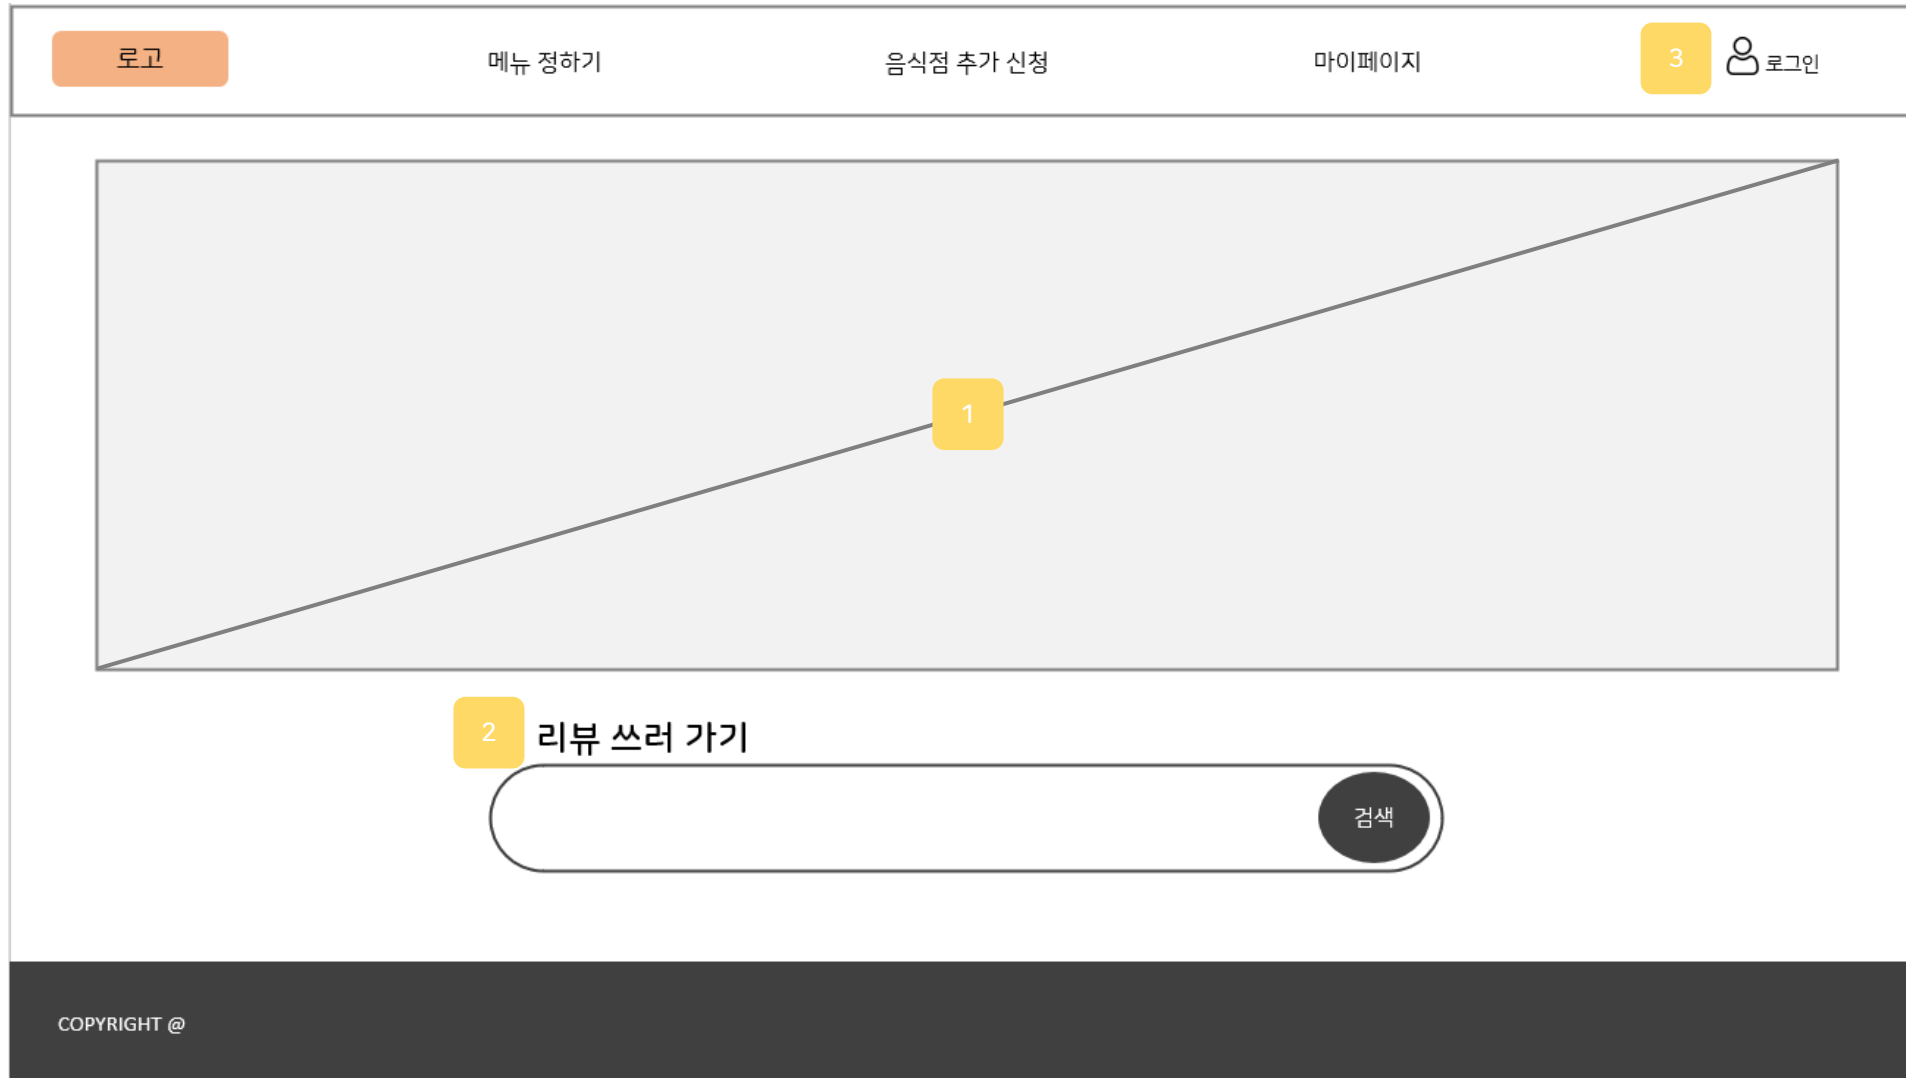 로고
메뉴 정하기
음식점 추가 신청
마이페이지
3
로그인
1
2
리뷰 쓰러 가기
검색
COPYRIGHT @